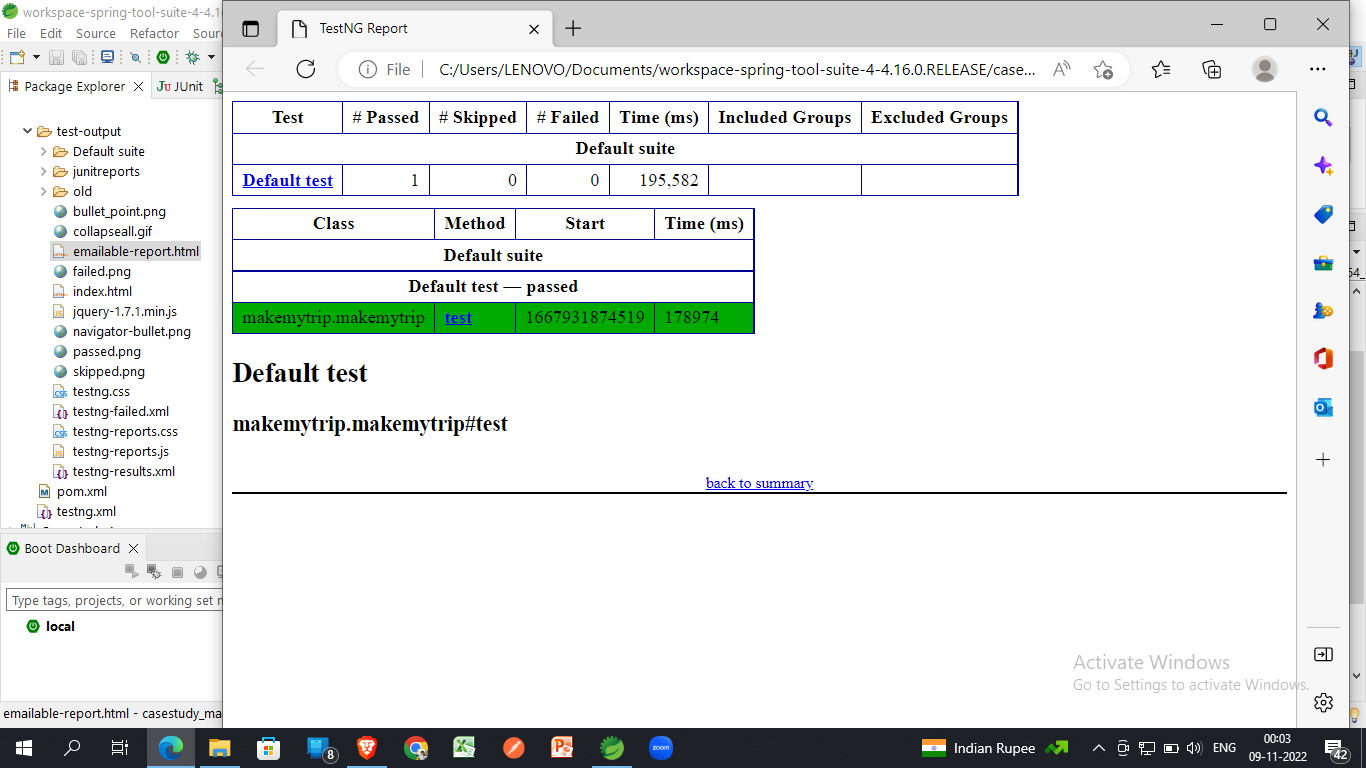 workspace-spring-tool-suite-4-4.16
File Edit Source Refactor Sour
Package Explorer
JUnit
test-output
Default suite
junitreports
old
bullet_point.png
collapseall.gif
emailable-report.html
failed.png
index.html
jquery-1.7.1.min.js
navigator-bullet.png
passed.png
skipped.png
testng.css
testng-failed.xml
testng-reports.css
testng-reports.js
testng-results.xml
pom.xml
testng.xml
Boot Dashboard
Type tags, projects, or working set n
local
emailable-report.html - casestudy_ma
TestNG Report
File C:/Users/LENOVO/Documents/workspace-spring-tool-suite-4-4.16.0.RELEASE/case...
Test # Passed # Skipped # Failed Time (ms) Included Groups Excluded Groups
Default suite
Default test 1 0 0 195,582
Class Method Start Time (ms)
Default suite
Default test — passed
makemytrip.makemytrip test 1667931874519 178974
Default test
makemytrip.makemytrip#test
back to summary
Activate Windows
Go to Settings to activate Windows.
8
zoom
Indian Rupee
ENG
00:03
09-11-2022
42